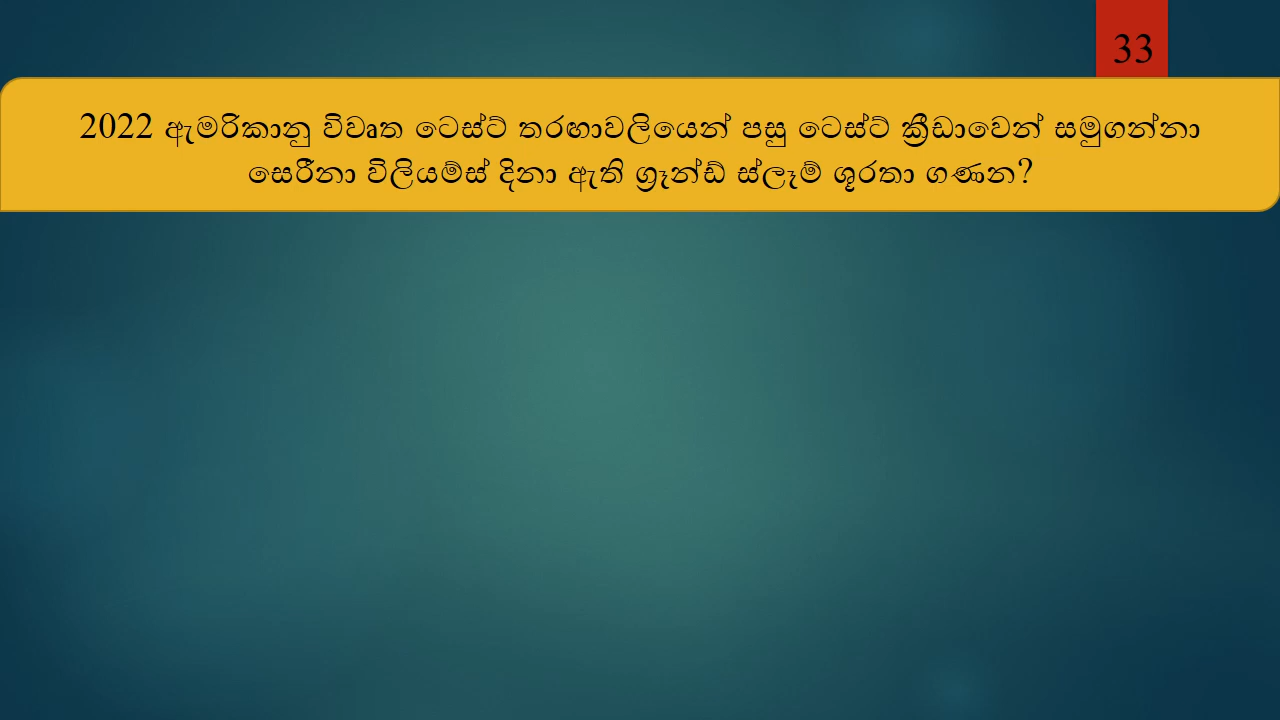 33
2022 ඇමරිකානු විවෘත ටෙස්ට් තරඟාවලියෙන් පසු ටෙස්ට් ක්‍රීඩාවෙන් සමුගන්නා
සෙරීනා විලියම්ස් දිනා ඇති ග්‍රෑන්ඩ් ස්ලෑම් ශූරතා ගණන?